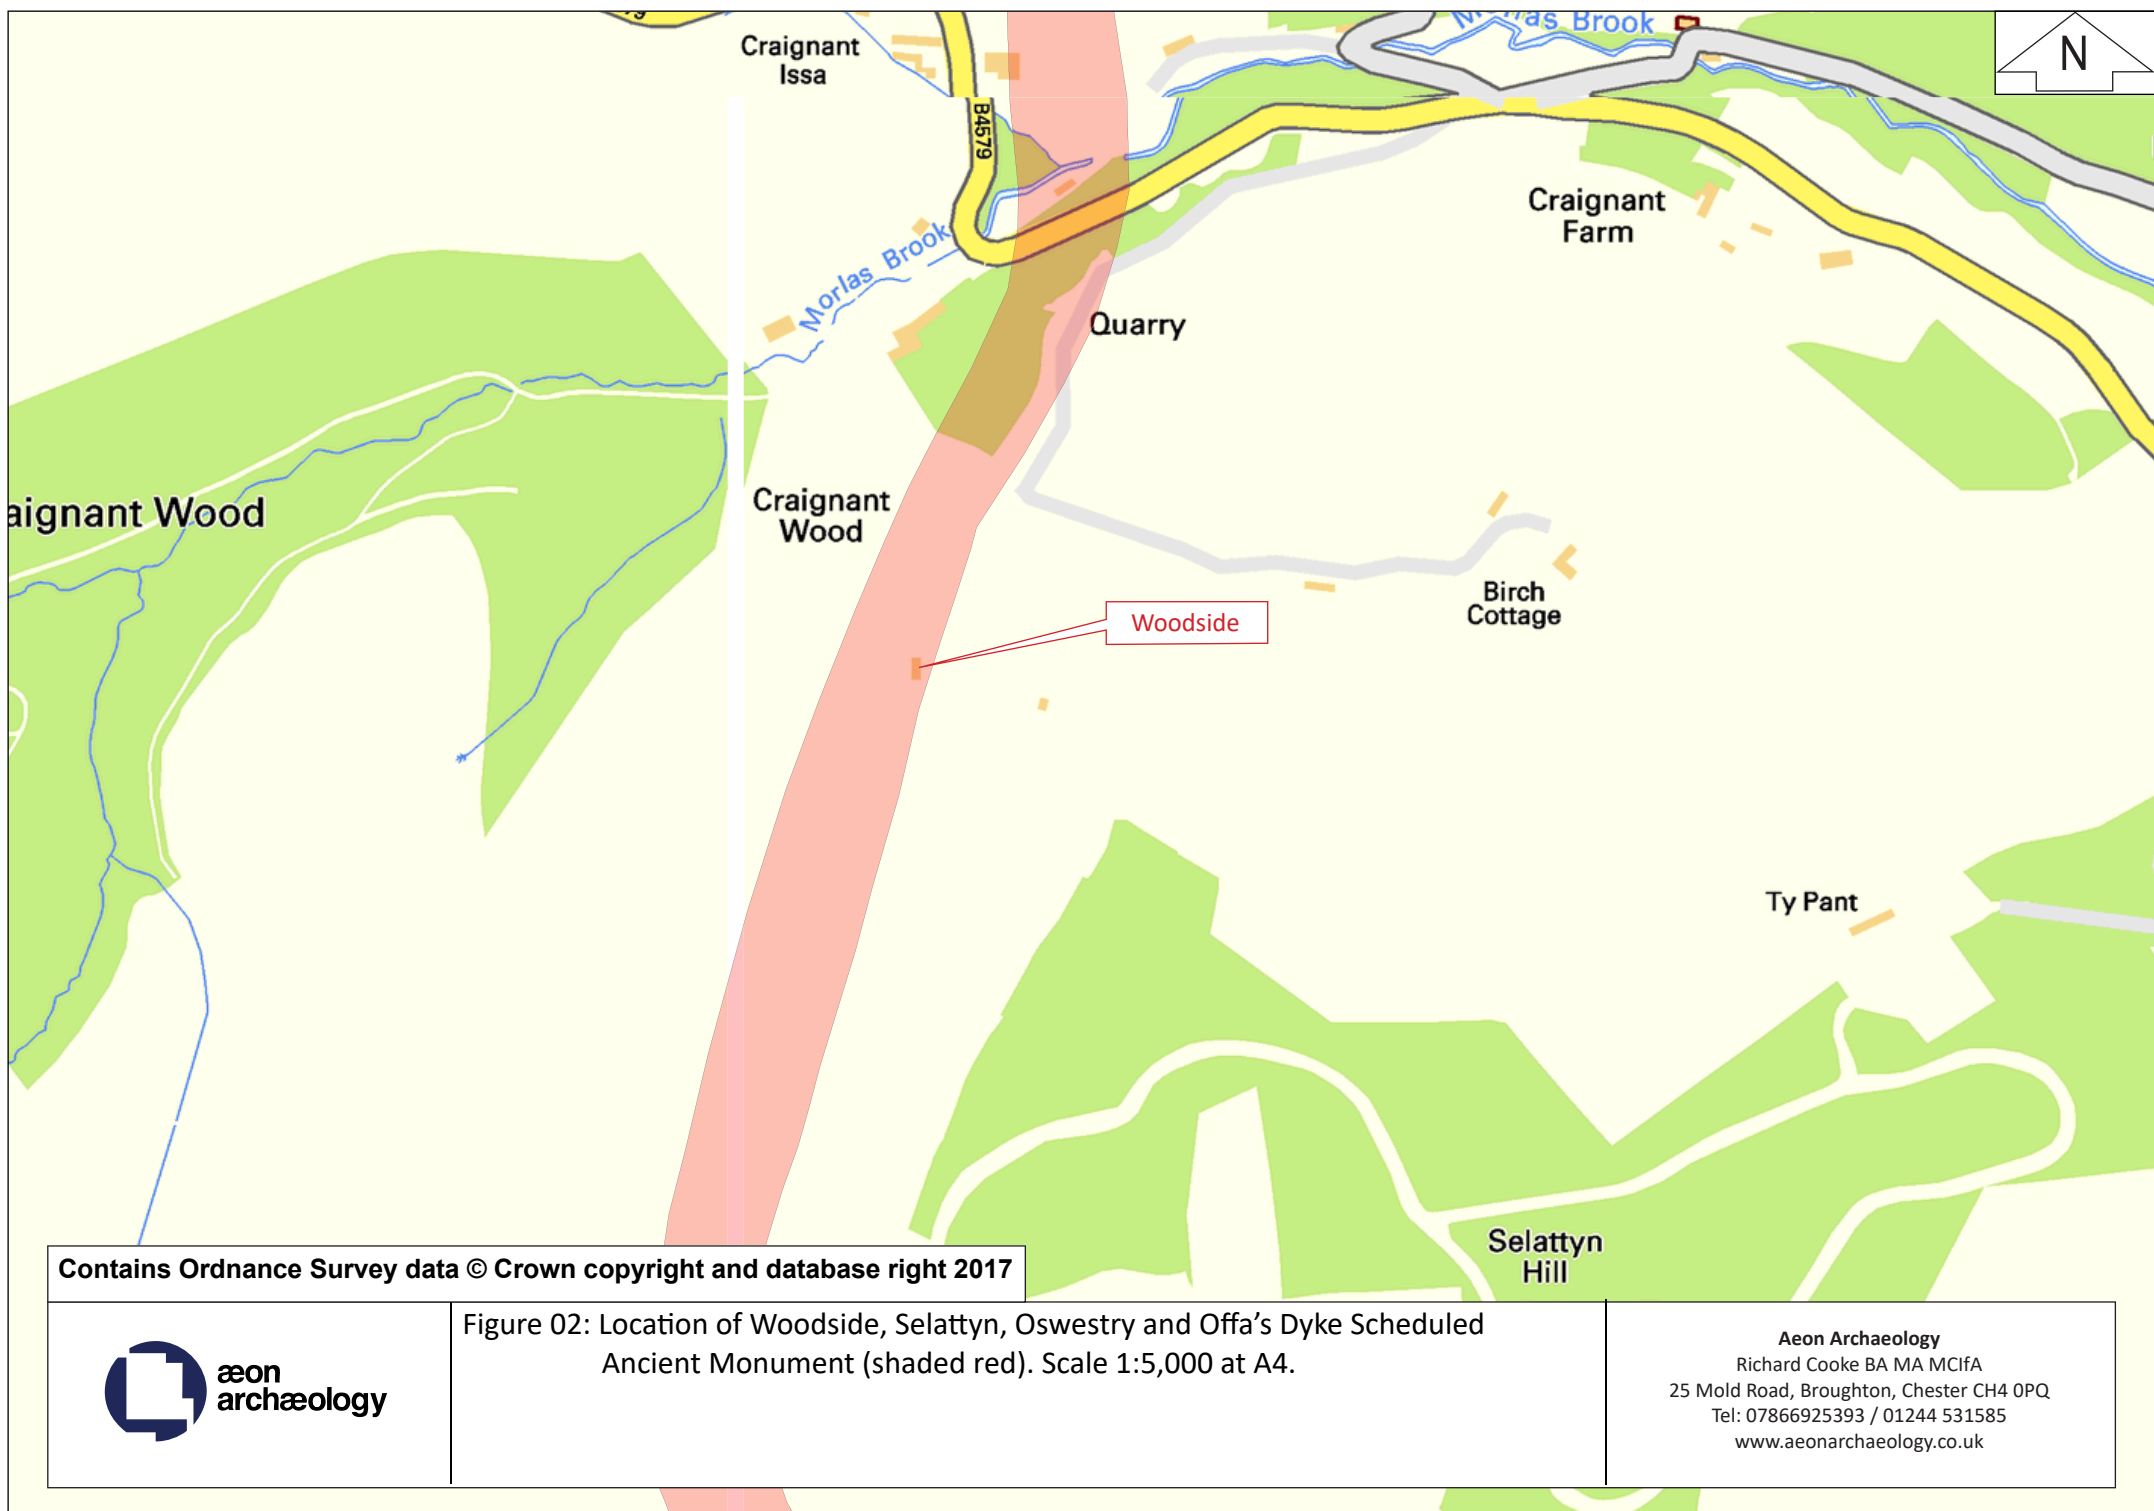 Craignant
Issa
B4579
Morlas Brook
N
Craignant
Farm
Morlas Brook
Quarry
aignant Wood
Craignant
Wood
Birch
Cottage
Woodside
Ty Pant
Selattyn
Hill
Contains Ordnance Survey data © Crown copyright and database right 2017
æon
archæology
Figure 02: Location of Woodside, Selattyn, Oswestry and Offa's Dyke Scheduled
Ancient Monument (shaded red). Scale 1:5,000 at A4.
Aeon Archaeology
Richard Cooke BA MA MCIfA
25 Mold Road, Broughton, Chester CH4 0PQ
Tel: 07866925393 / 01244 531585
www.aeonarchaeology.co.uk